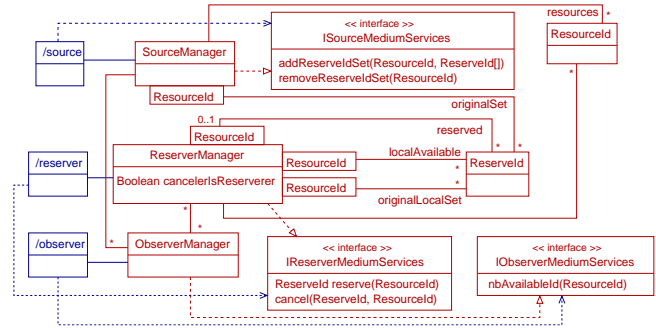 resources
*
<< interface >>
/source
SourceManager
ISourceMediumServices
ResourceId
addReserveIdSet(ResourceId, ReserveId[])
removeReserveIdSet(ResourceId)
*
ResourceId
originalSet
0..1
reserved
ResourceId
*
*
/reserver
ReserverManager
ResourceId
localAvailable
ReserveId
*
Boolean cancelerIsReserverer
ResourceId
*
originalLocalSet
*
*
*
/observer
*
ObserverManager
<< interface >>
IReserverMediumServices
<< interface >>
IObserverMediumServices
ReserveId reserve(ResourceId)
cancel(ReserveId, ResourceId)
nbAvailableId(ResourceId)